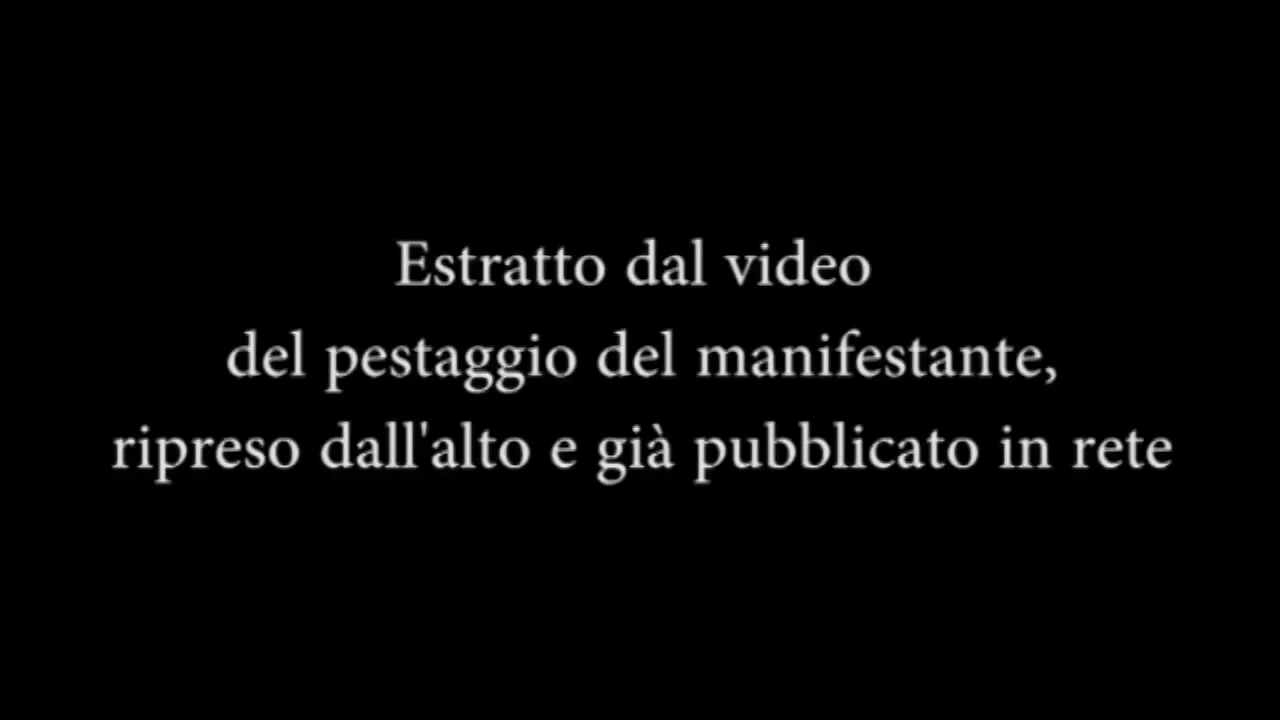 Estratto dal video
del pestaggio del manifestante,
ripreso dall'alto e già pubblicato in rete